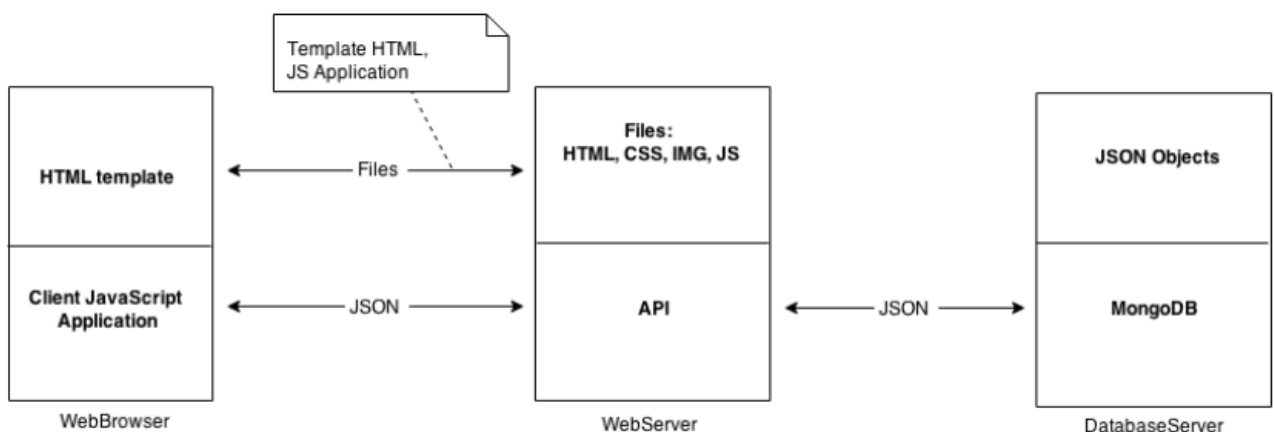 Template HTML,
JS Application
HTML template
Client JavaScript
Application
WebBrowser
Files
JSON
Files:
HTML, CSS, IMG, JS
API
WebServer
JSON
JSON Objects
MongoDB
DatabaseServer